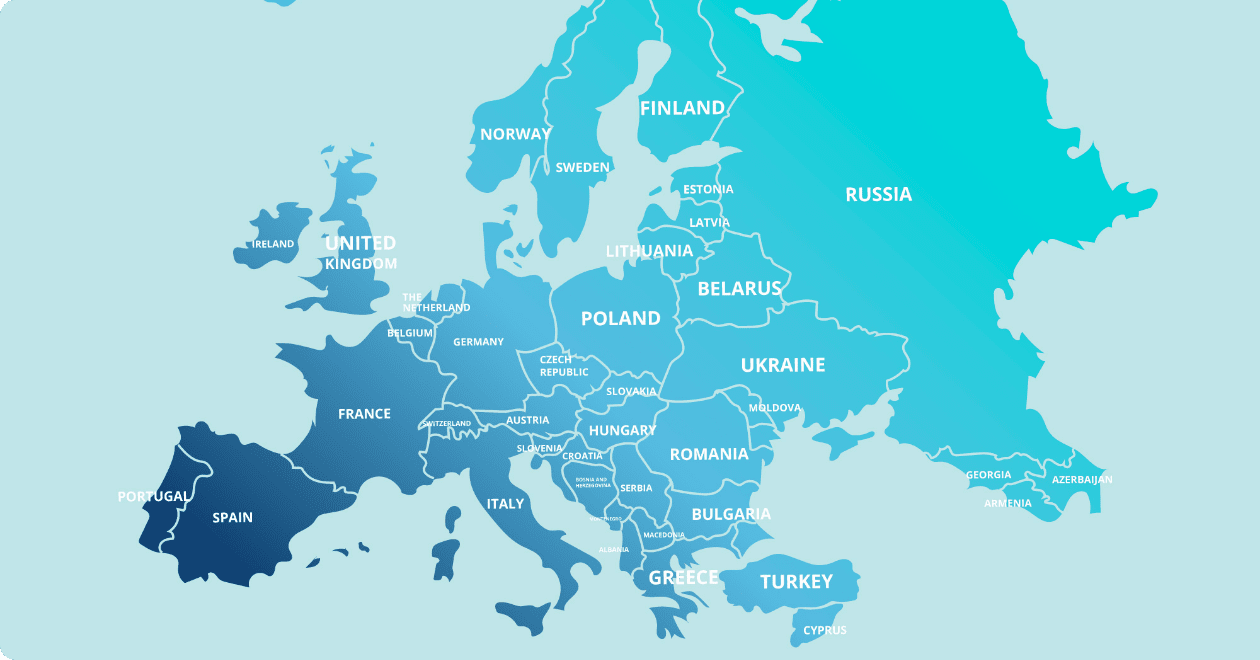 FINLAND
NORWAY
SWEDEN
ESTONIA
RUSSIA
LATVIA
IRELAND
UNITED
KINGDOM
LITHUANIA
BELARUS
THE
NETHERLAND
POLAND
BELGIUM
GERMANY
CZECH
REPUBLIC
UKRAINE
SLOVAKIA
FRANCE
MOLDOVA
SWITZERLAND
AUSTRIA
HUNGARY
SLOVENIA
CROATIA
ROMANIA
GEORGIA
AZERBAIJAN
BOSNIA AND
HERZEGOVINA
SERBIA
PORTUGAL
SPAIN
ITALY
ARMENIA
BULGARIA
MONTENEGRO
MACEDONIA
ALBANIA
GREECE
TURKEY
CYPRUS